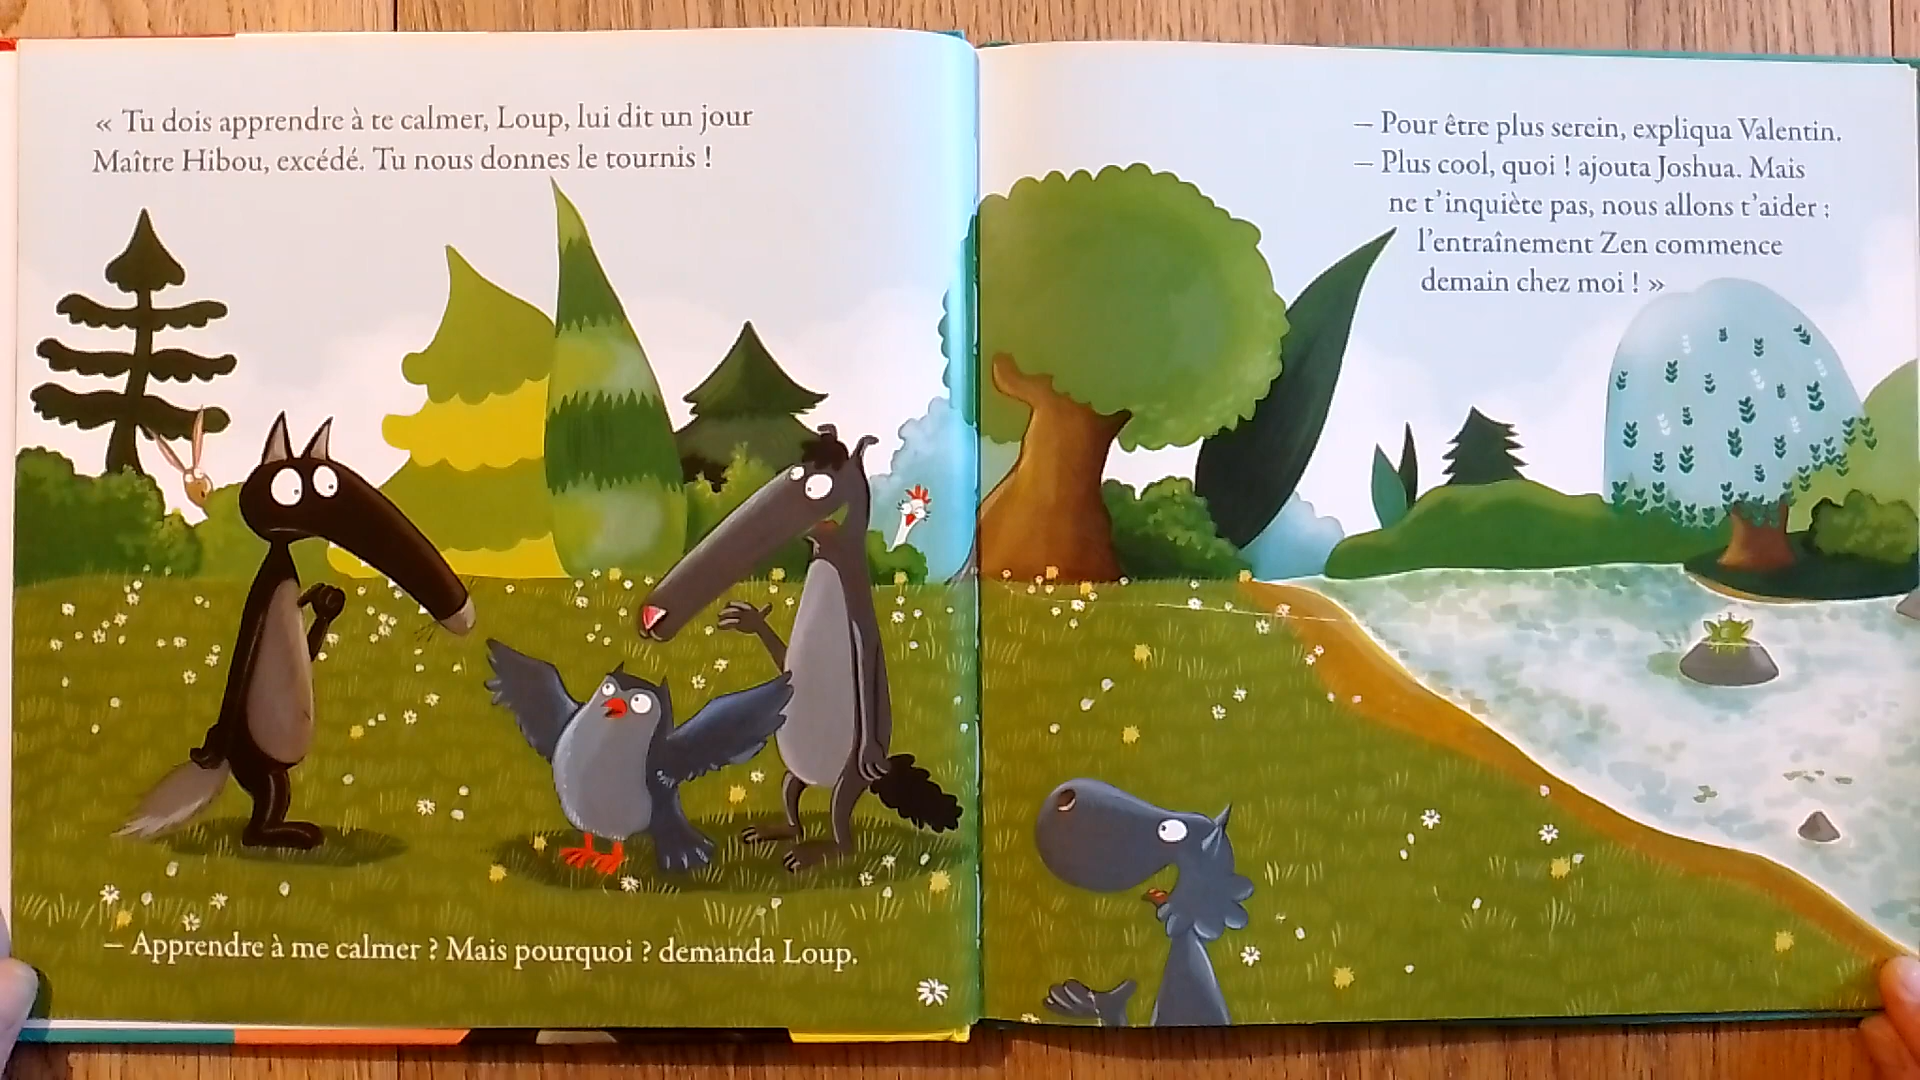 « Tu dois apprendre à te calmer, Loup, lui dit un jour
Maître Hibou, excédé. Tu nous donnes le tournis !
— Apprendre à me calmer ? Mais pourquoi ? demanda Loup.
— Pour être plus serein, expliqua Valentin.
— Plus cool, quoi ! ajouta Joshua. Mais
ne t’inquiète pas, nous allons t’aider :
l’entraînement Zen commence
demain chez moi ! »